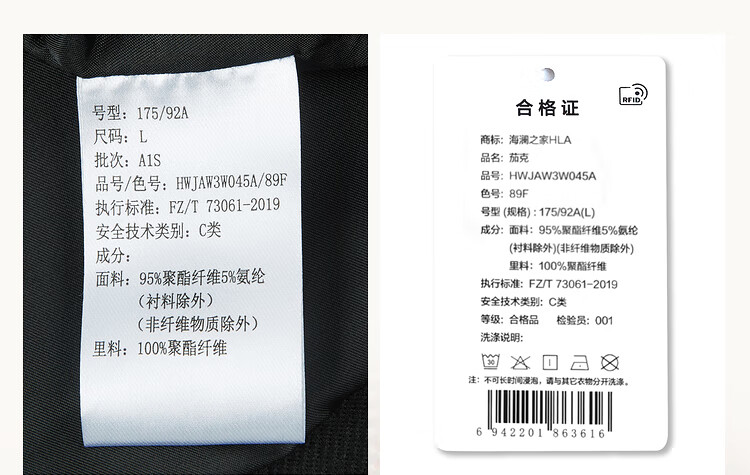 号型：175/92A
尺码：L
批次：A1S
品号/色号：HWJAW3W045A/89F
执行标准：FZ/T 73061-2019
安全技术类别：C类
成分：
面料：95%聚酯纤维5%氨纶
（衬料除外）
（非纤维物质除外）
里料：100%聚酯纤维
RFID
合格证
商标：海澜之家HLA
品名：茄克
品号：HWJAW3W045A
色号：89F
号型 (规格)：175/92A(L)
成分：面料：95%聚酯纤维5%氨纶
(衬料除外)(非纤维物质除外)
里料：100%聚酯纤维
执行标准：FZ/T 73061-2019
安全技术类别：C类
等级：合格品 检验员：001
洗涤说明：
30
注：不可长时间浸泡，请与其它衣物分开洗涤。
6 942201 863616